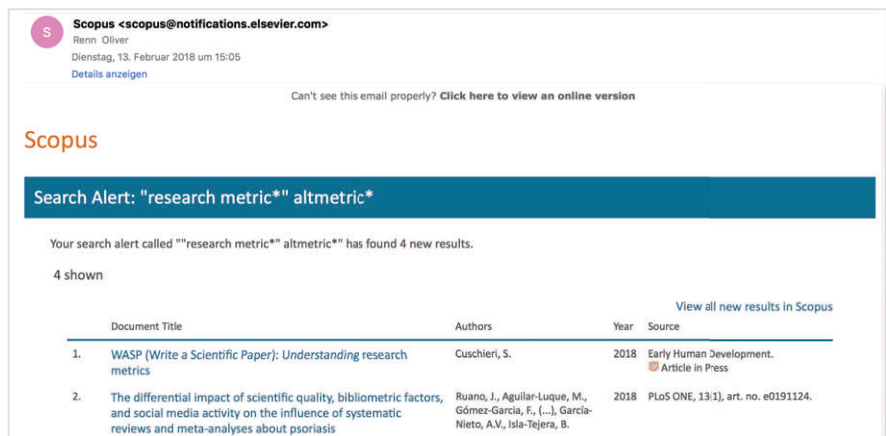 S
Scopus <scopus@notifications.elsevier.com>
Renn Oliver
Dienstag, 13. Februar 2018 um 15:05
Details anzeigen
Can't see this email properly? Click here to view an online version
Scopus
Search Alert: "research metric*" altmetric*
Your search alert called ""research metric*" altmetric*" has found 4 new results.
4 shown
View all new results in Scopus
Document Title Authors Year Source
1. WASP (Write a Scientific Paper): Understanding research Cuschieri, S. 2018 Early Human Development.
metrics Article in Press
2. The differential impact of scientific quality, bibliometric factors, Ruano, J., Aguilar-Luque, M., 2018 PLoS ONE, 13(1), art. no. e0191124.
and social media activity on the influence of systematic Gómez-Garcia, F., (...), García-
reviews and meta-analyses about psoriasis Nieto, A.V., Isla-Tejera, B.